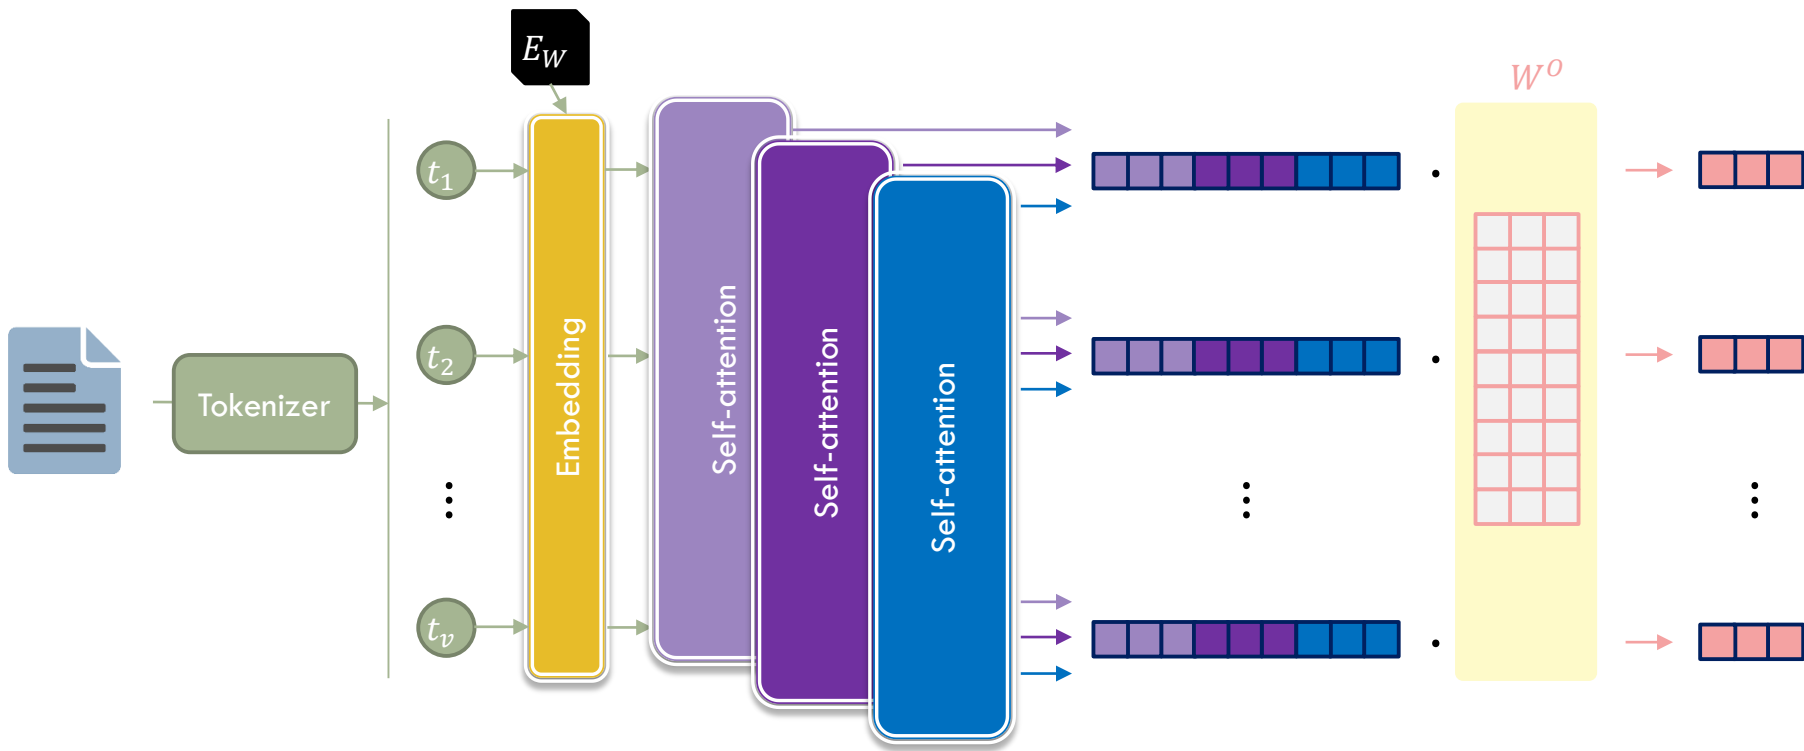 E_W
W^O
t_1
t_2
t_v
Tokenizer
Embedding
Self-attention
Self-attention
Self-attention